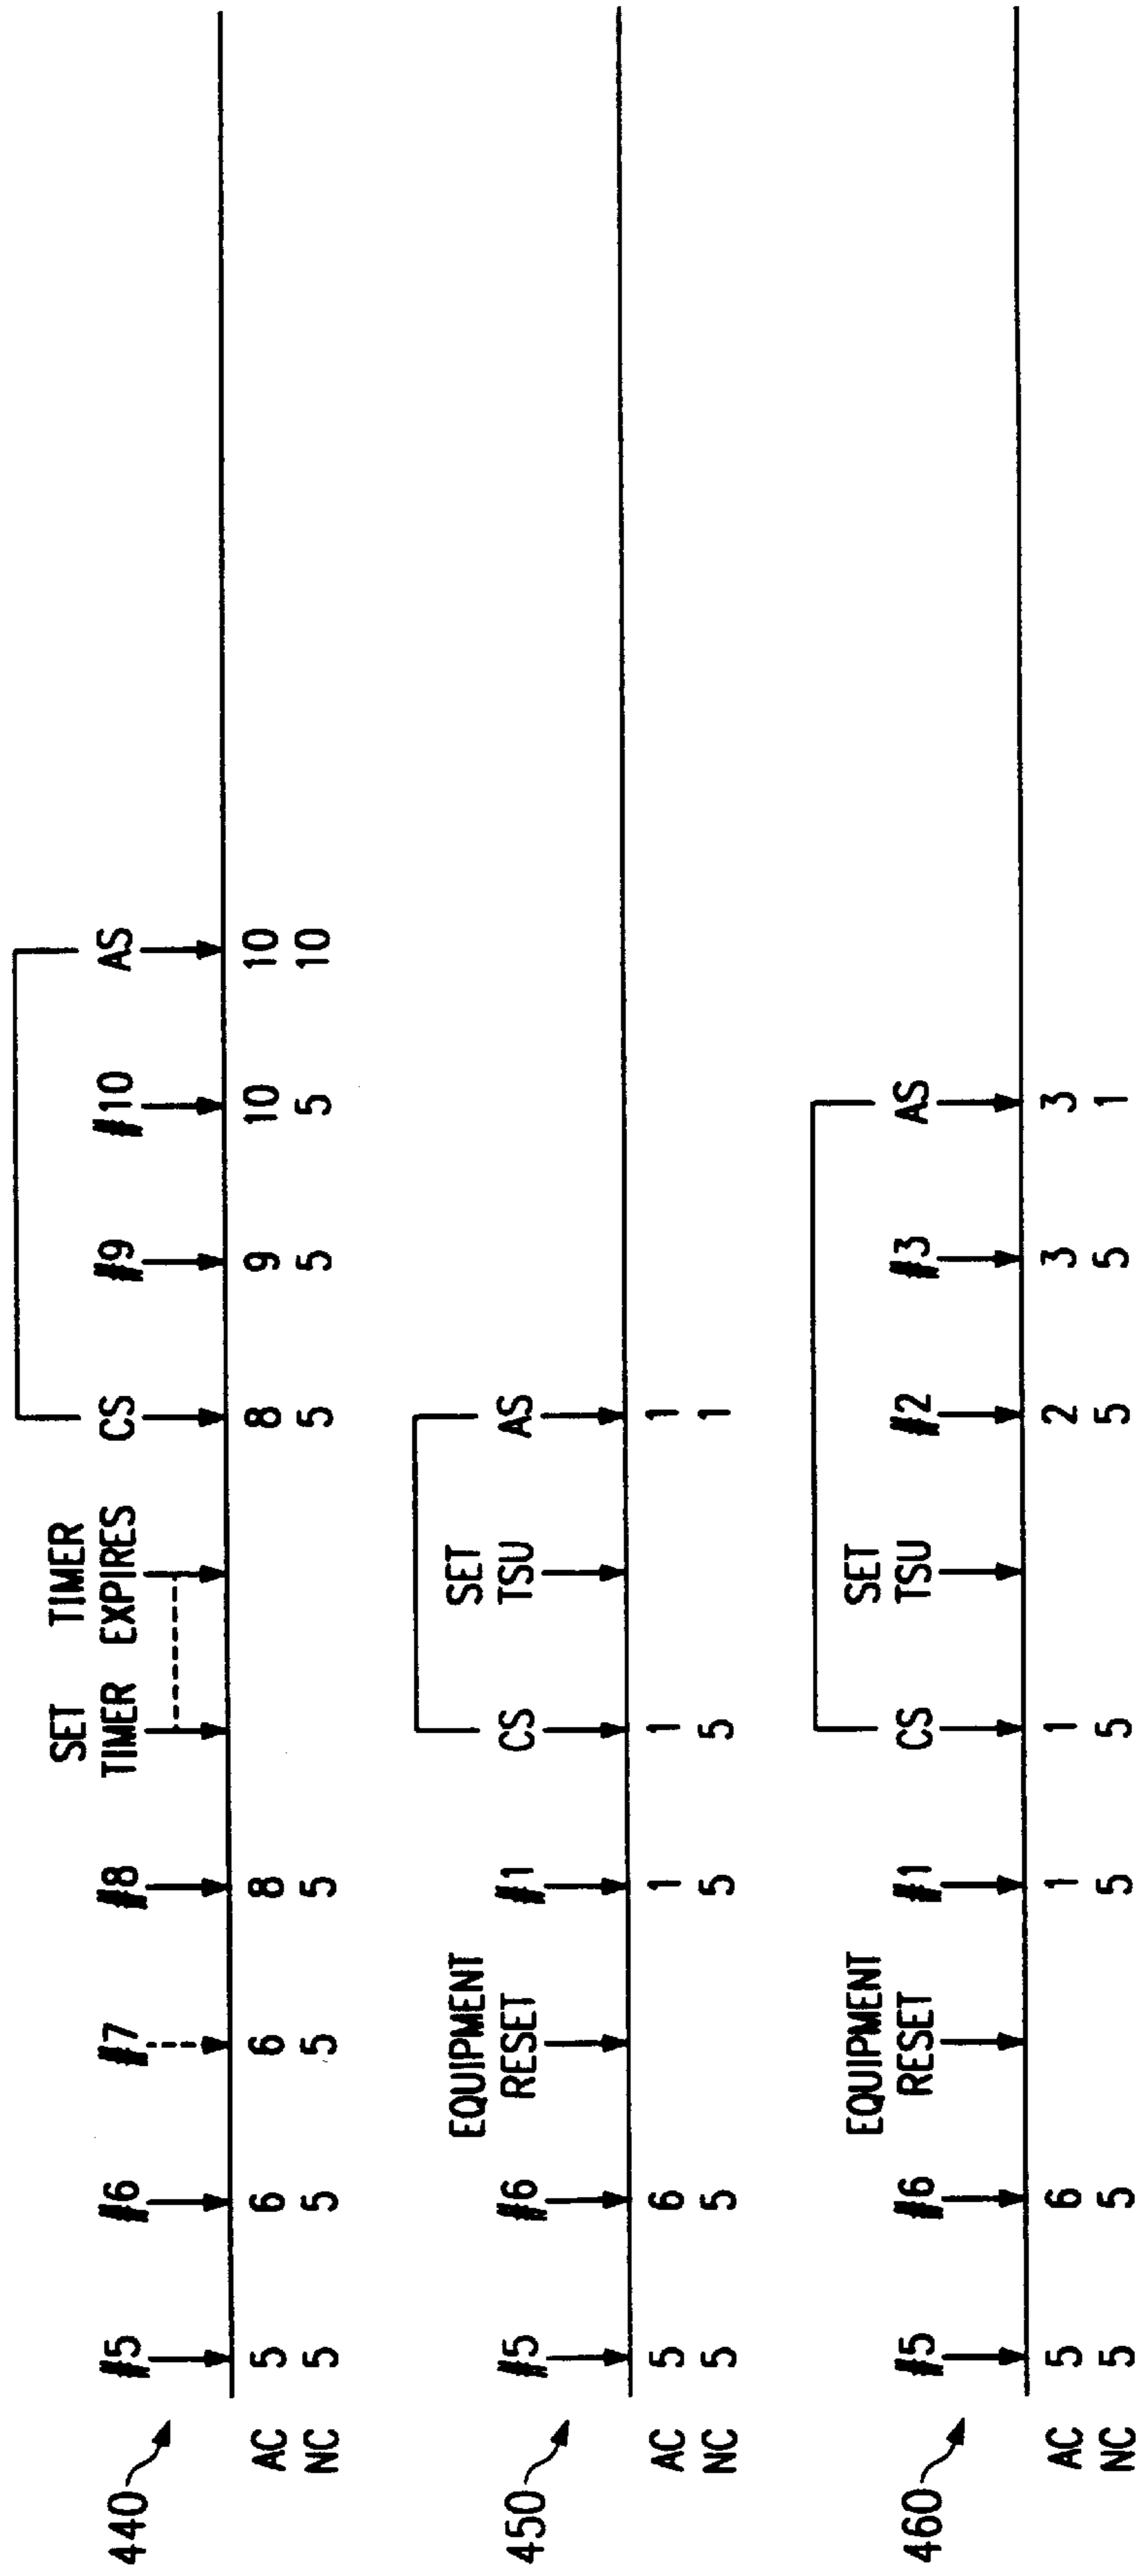 440
SET TIMER
#5 #6 #7 #8 TIMER EXPIRES CS #9 #10 AS
AC 5 6 6 8 8 9 10 10
NC 5 5 5 5 5 5 5 10
450
EQUIPMENT SET
#5 #6 RESET #1 CS TSU AS
AC 5 6 1 1 1
NC 5 5 5 5 1
460
EQUIPMENT SET
#5 #6 RESET #1 CS TSU #2 #3 AS
AC 5 6 1 1 2 3 3
NC 5 5 5 5 5 5 1